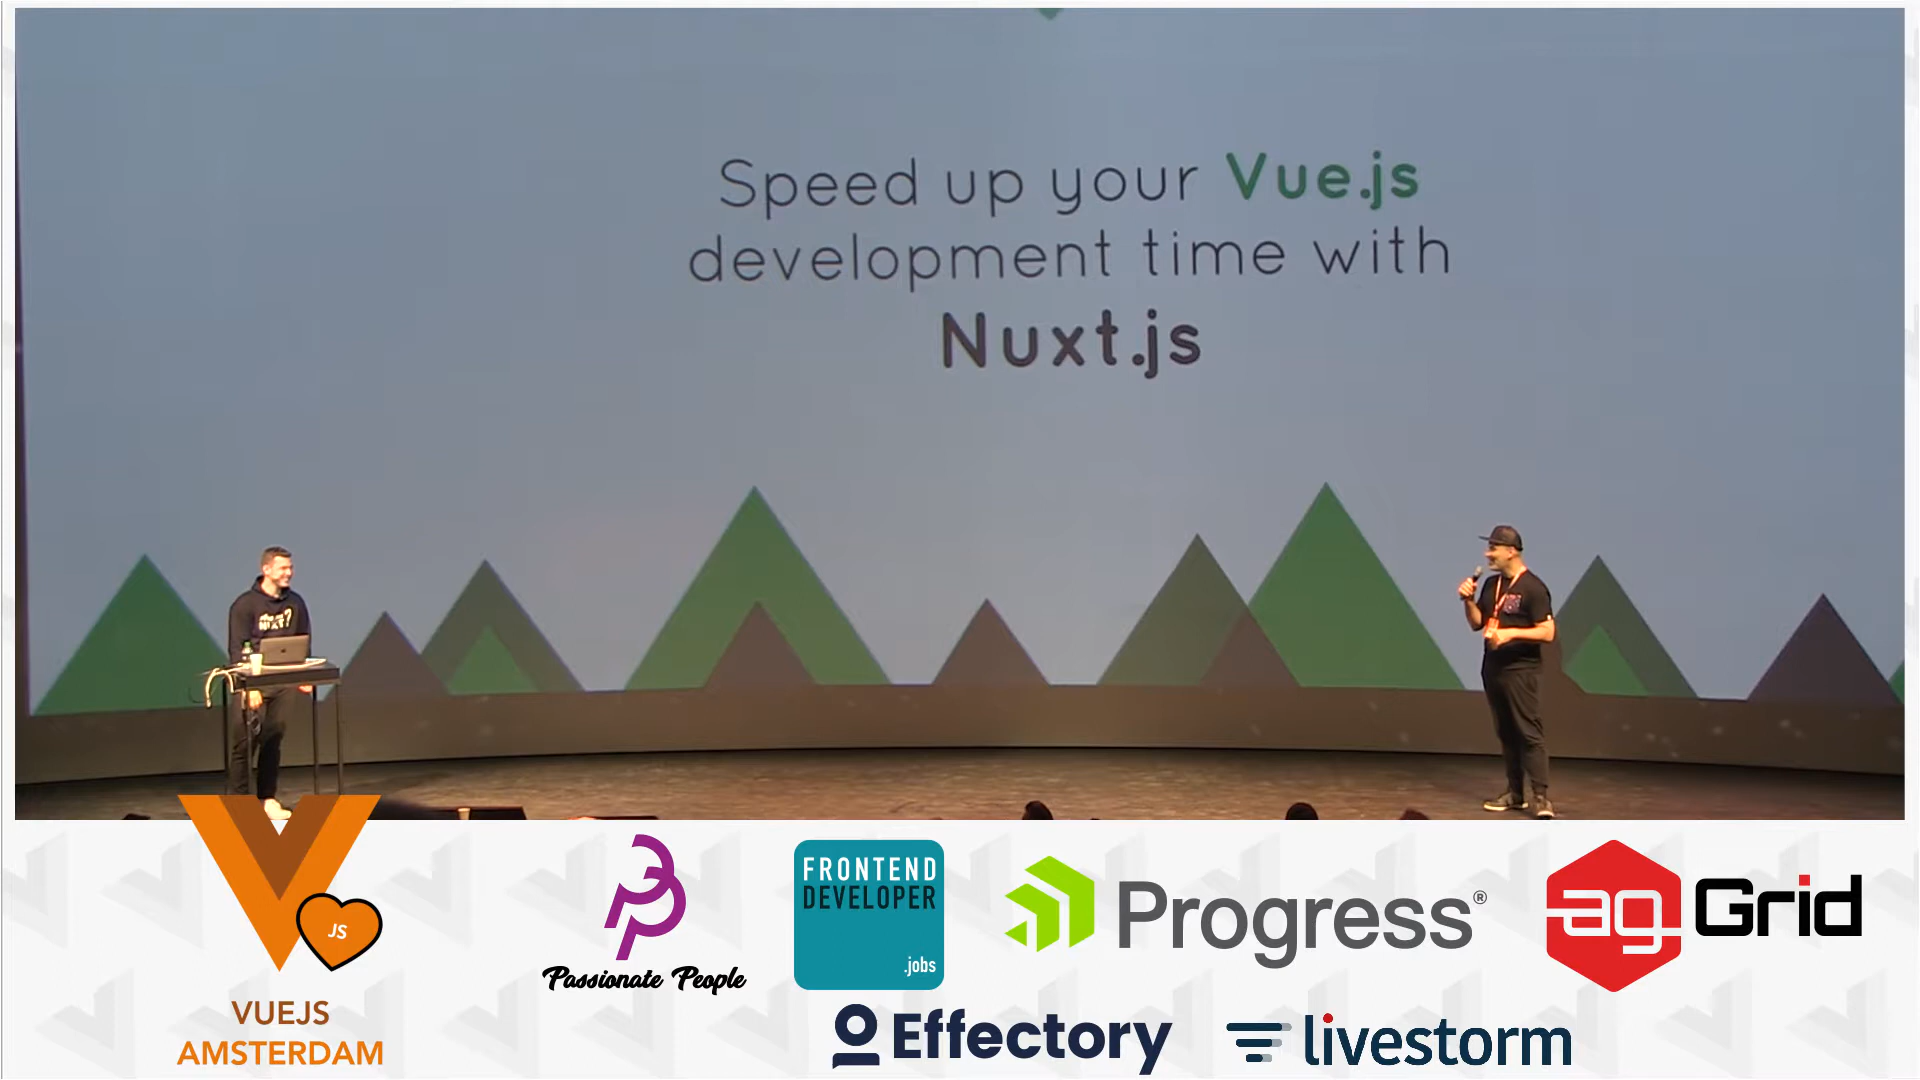 Speed up your Vue.js
development time with
Nuxt.js
JS
VUEJS
AMSTERDAM
Passionate People
FRONTEND
DEVELOPER
.jobs
Progress®
ag Grid
Effectory
livestorm